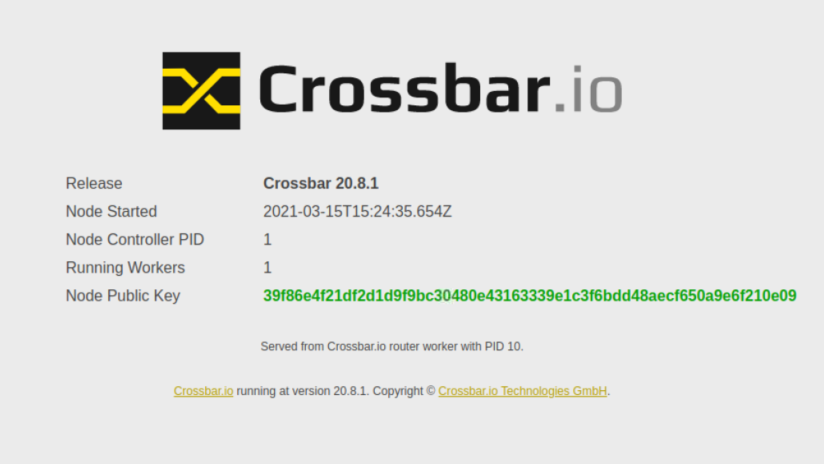 Crossbar.io
Release Crossbar 20.8.1
Node Started 2021-03-15T15:24:35.654Z
Node Controller PID 1
Running Workers 1
Node Public Key 39f86e4f21df2d1d9f9bc30480e43163339e1c3f6bdd48aecf650a9e6f210e09
Served from Crossbar.io router worker with PID 10.
Crossbar.io running at version 20.8.1. Copyright © Crossbar.io Technologies GmbH.